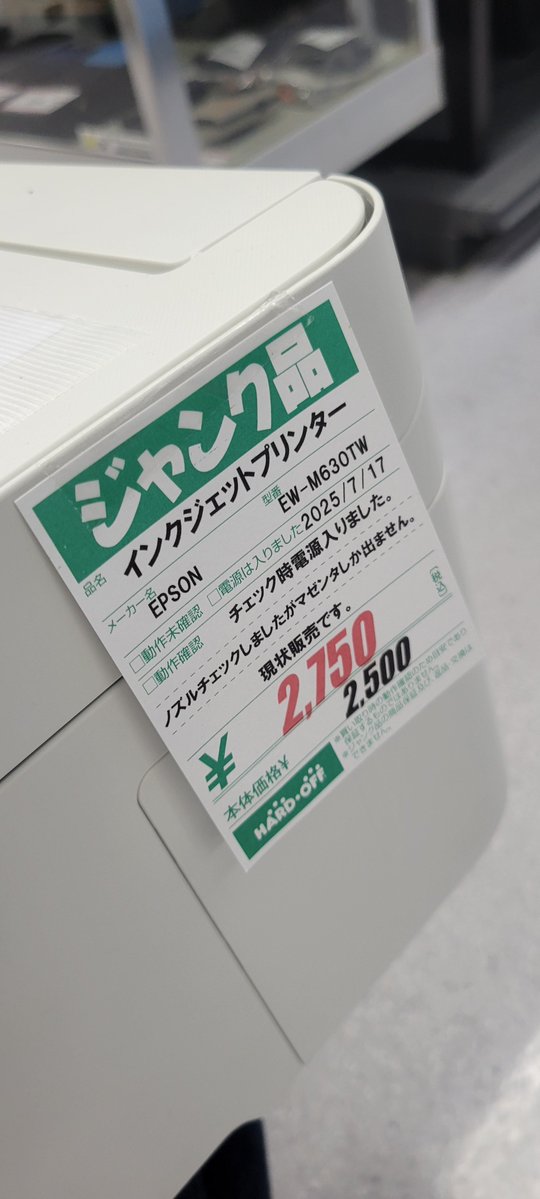 ジャンク品
品名 インクジェットプリンター
メーカー名 EPSON 型番 EW-M630TW
□動作未確認 □電源は入りました 2025/7/17
□動作確認 チェック時電源入りました。
ノズルチェックしましたがマゼンタしか出ません。
現状販売です。
¥ 2,750 税込
本体価格¥ 2,500
HARD・OFF